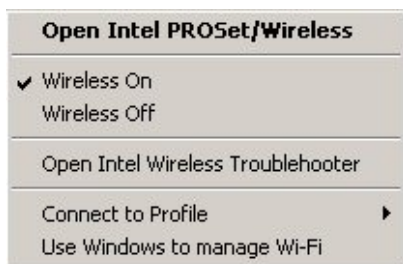 Open Intel PROSet/Wireless
Wireless On
Wireless Off
Open Intel Wireless Troublehooter
Connect to Profile
Use Windows to manage Wi-Fi